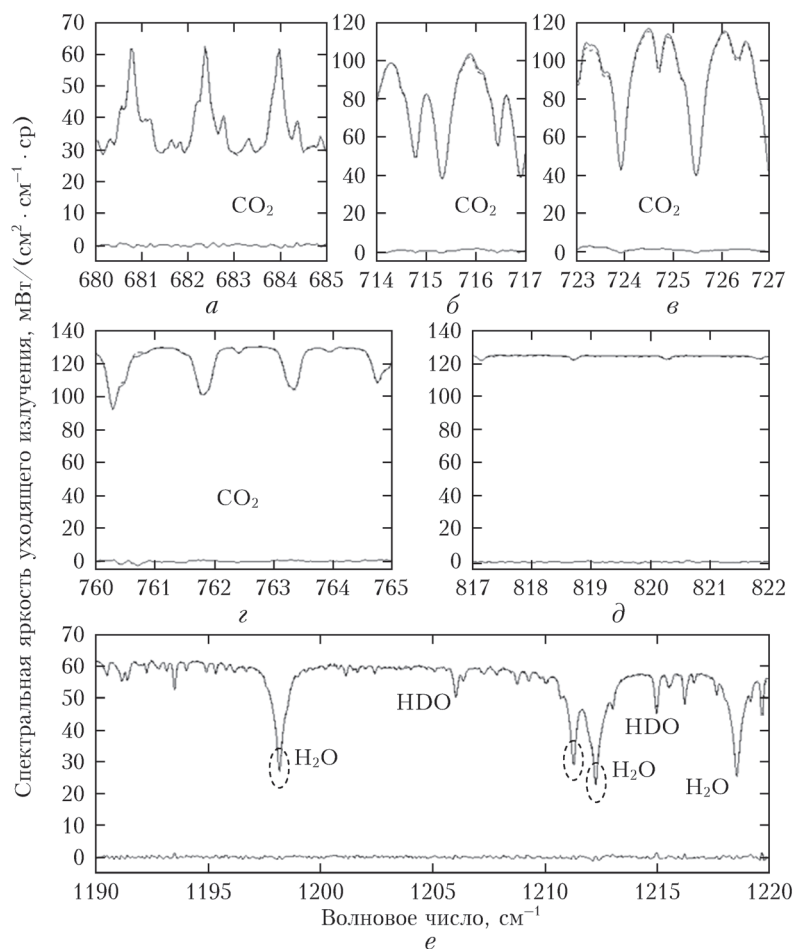 Спектральная яркость уходящего излучения, мВт/(см² · см⁻¹ · ср)
70
60
50
40
30
20
10
0
CO₂
680 681 682 683 684 685
а
120
100
80
60
40
20
0
CO₂
714 715 716 717
б
120
100
80
60
40
20
0
CO₂
723 724 725 726 727
в
140
120
100
80
60
40
20
0
CO₂
760 761 762 763 764 765
г
140
120
100
80
60
40
20
0
817 818 819 820 821 822
д
70
60
50
40
30
20
10
0
HDO
HDO
H₂O
H₂O
H₂O
1190 1195 1200 1205 1210 1215 1220
Волновое число, см⁻¹
е